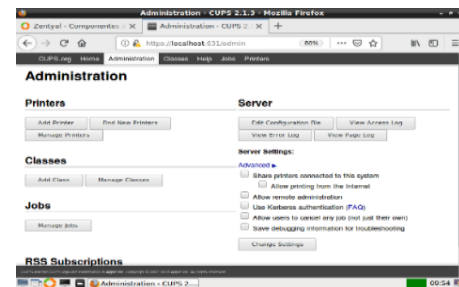 Administration - CUPS 2.1.3 - Mozilla Firefox
Zentyal - Componentes
Administration - CUPS 2.
https://localhost:631/admin
80%
CUPS.org Home Administration Classes Help Jobs Printers
Administration
Printers
Add Printer Find New Printers
Manage Printers
Classes
Add Class Manage Classes
Jobs
Manage Jobs
RSS Subscriptions
Server
Edit Configuration File View Access Log
View Error Log View Page Log
Server Settings:
Advanced
Share printers connected to this system
Allow printing from the Internet
Allow remote administration
Use Kerberos authentication (FAQ)
Allow users to cancel any job (not just their own)
Save debugging information for troubleshooting
Change Settings
Administration - CUPS 2....
09:54